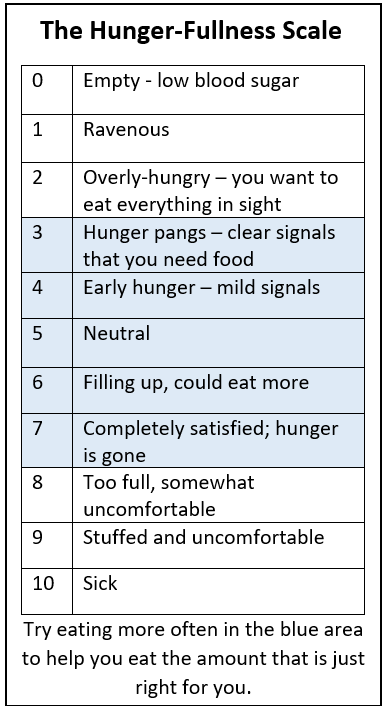 The Hunger-Fullness Scale
0 Empty - low blood sugar
1 Ravenous
2 Overly-hungry – you want to
eat everything in sight
3 Hunger pangs – clear signals
that you need food
4 Early hunger – mild signals
5 Neutral
6 Filling up, could eat more
7 Completely satisfied; hunger
is gone
8 Too full, somewhat
uncomfortable
9 Stuffed and uncomfortable
10 Sick
Try eating more often in the blue area
to help you eat the amount that is just
right for you.